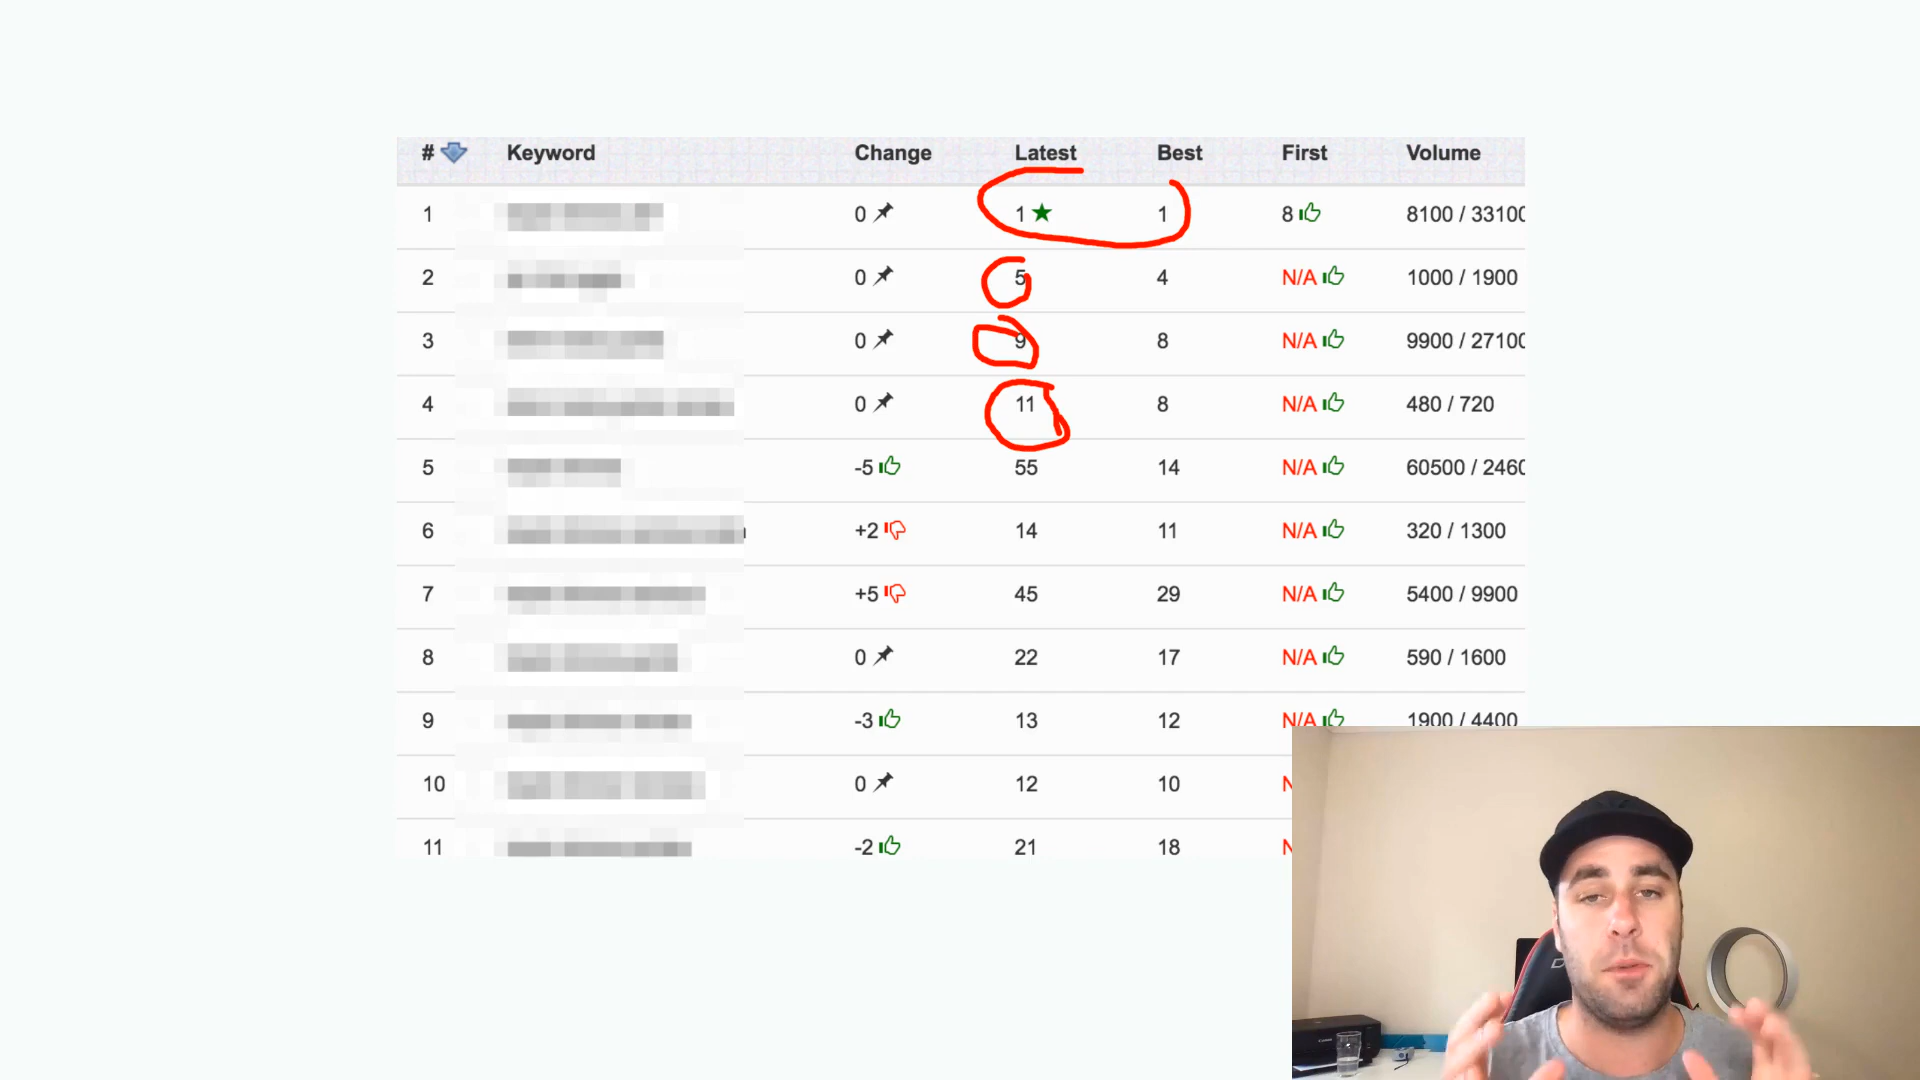 # Keyword Change Latest Best First Volume
1 0 1 1 8 8100 / 33100
2 0 5 4 N/A 1000 / 1900
3 0 9 8 N/A 9900 / 27100
4 0 11 8 N/A 480 / 720
5 -5 55 14 N/A 60500 / 2460
6 +2 14 11 N/A 320 / 1300
7 +5 45 29 N/A 5400 / 9900
8 0 22 17 N/A 590 / 1600
9 -3 13 12 N/A 1900 / 4400
10 0 12 10 N
11 -2 21 18 N